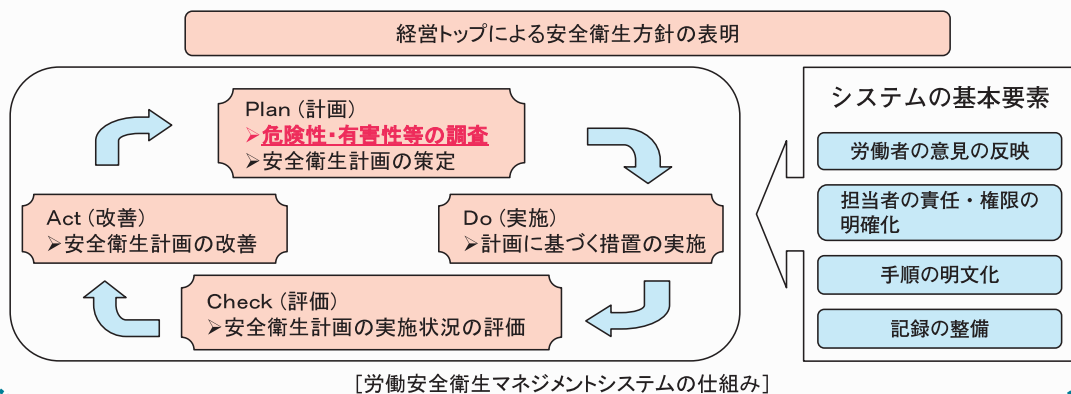 経営トップによる安全衛生方針の表明
Plan（計画）
➢危険性・有害性等の調査
➢安全衛生計画の策定
Do（実施）
➢計画に基づく措置の実施
Check（評価）
➢安全衛生計画の実施状況の評価
Act（改善）
➢安全衛生計画の改善
システムの基本要素
労働者の意見の反映
担当者の責任・権限の
明確化
手順の明文化
記録の整備
［労働安全衛生マネジメントシステムの仕組み］